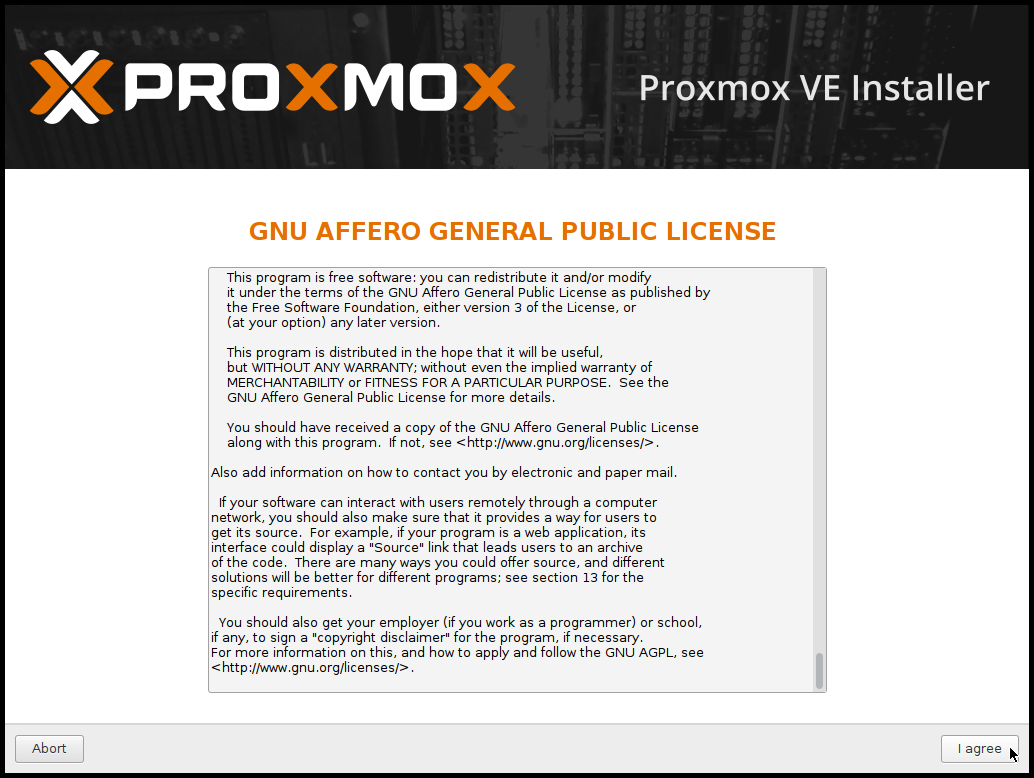 PROXMOX
Proxmox VE Installer
GNU AFFERO GENERAL PUBLIC LICENSE
This program is free software: you can redistribute it and/or modify
it under the terms of the GNU Affero General Public License as published by
the Free Software Foundation, either version 3 of the License, or
(at your option) any later version.
This program is distributed in the hope that it will be useful,
but WITHOUT ANY WARRANTY; without even the implied warranty of
MERCHANTABILITY or FITNESS FOR A PARTICULAR PURPOSE.  See the
GNU Affero General Public License for more details.
You should have received a copy of the GNU Affero General Public License
along with this program.  If not, see <http://www.gnu.org/licenses/>.
Also add information on how to contact you by electronic and paper mail.
If your software can interact with users remotely through a computer
network, you should also make sure that it provides a way for users to
get its source.  For example, if your program is a web application, its
interface could display a "Source" link that leads users to an archive
of the code.  There are many ways you could offer source, and different
solutions will be better for different programs; see section 13 for the
specific requirements.
You should also get your employer (if you work as a programmer) or school,
if any, to sign a "copyright disclaimer" for the program, if necessary.
For more information on this, and how to apply and follow the GNU AGPL, see
<http://www.gnu.org/licenses/>.
Abort
I agree